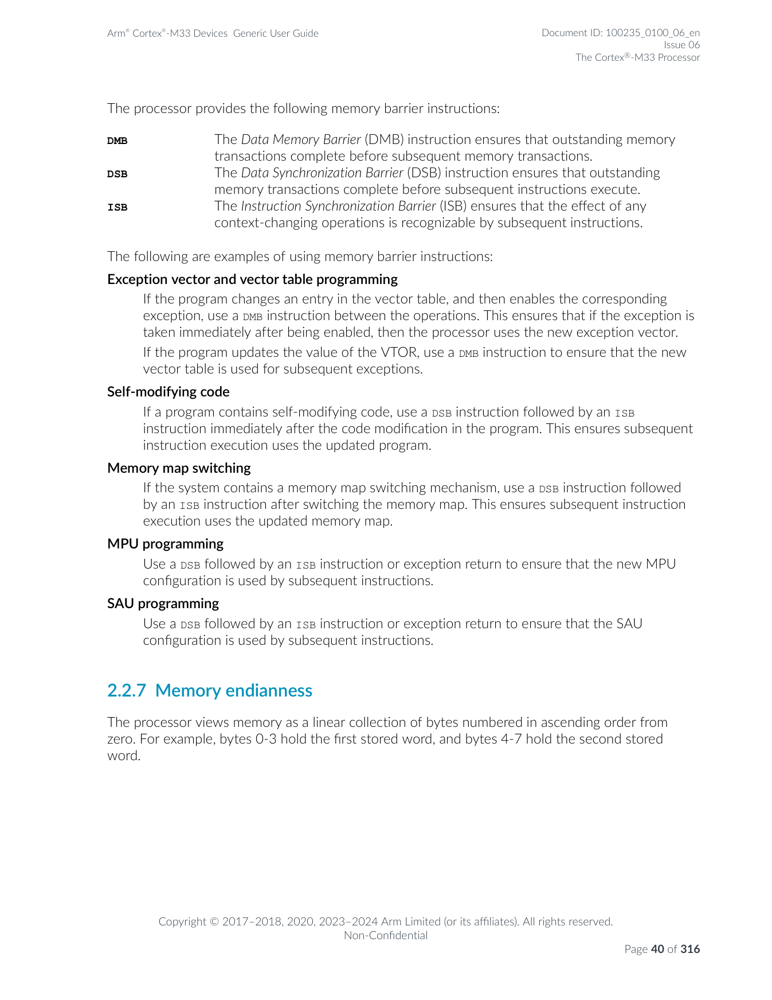 Arm® Cortex®-M33 Devices Generic User Guide
Document ID: 100235_0100_06_en
Issue 06
The Cortex®-M33 Processor
The processor provides the following memory barrier instructions:
DMB The Data Memory Barrier (DMB) instruction ensures that outstanding memory
transactions complete before subsequent memory transactions.
DSB The Data Synchronization Barrier (DSB) instruction ensures that outstanding
memory transactions complete before subsequent instructions execute.
ISB The Instruction Synchronization Barrier (ISB) ensures that the effect of any
context-changing operations is recognizable by subsequent instructions.
The following are examples of using memory barrier instructions:
Exception vector and vector table programming
If the program changes an entry in the vector table, and then enables the corresponding
exception, use a DMB instruction between the operations. This ensures that if the exception is
taken immediately after being enabled, then the processor uses the new exception vector.
If the program updates the value of the VTOR, use a DMB instruction to ensure that the new
vector table is used for subsequent exceptions.
Self-modifying code
If a program contains self-modifying code, use a DSB instruction followed by an ISB
instruction immediately after the code modification in the program. This ensures subsequent
instruction execution uses the updated program.
Memory map switching
If the system contains a memory map switching mechanism, use a DSB instruction followed
by an ISB instruction after switching the memory map. This ensures subsequent instruction
execution uses the updated memory map.
MPU programming
Use a DSB followed by an ISB instruction or exception return to ensure that the new MPU
configuration is used by subsequent instructions.
SAU programming
Use a DSB followed by an ISB instruction or exception return to ensure that the SAU
configuration is used by subsequent instructions.
2.2.7 Memory endianness
The processor views memory as a linear collection of bytes numbered in ascending order from
zero. For example, bytes 0-3 hold the first stored word, and bytes 4-7 hold the second stored
word.
Copyright © 2017–2018, 2020, 2023–2024 Arm Limited (or its affiliates). All rights reserved.
Non-Confidential
Page 40 of 316